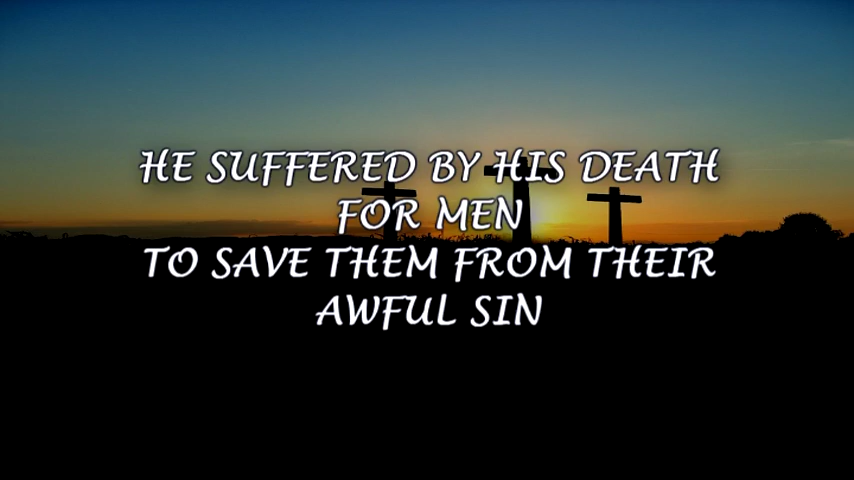 HE SUFFERED BY HIS DEATH
FOR MEN
TO SAVE THEM FROM THEIR
AWFUL SIN